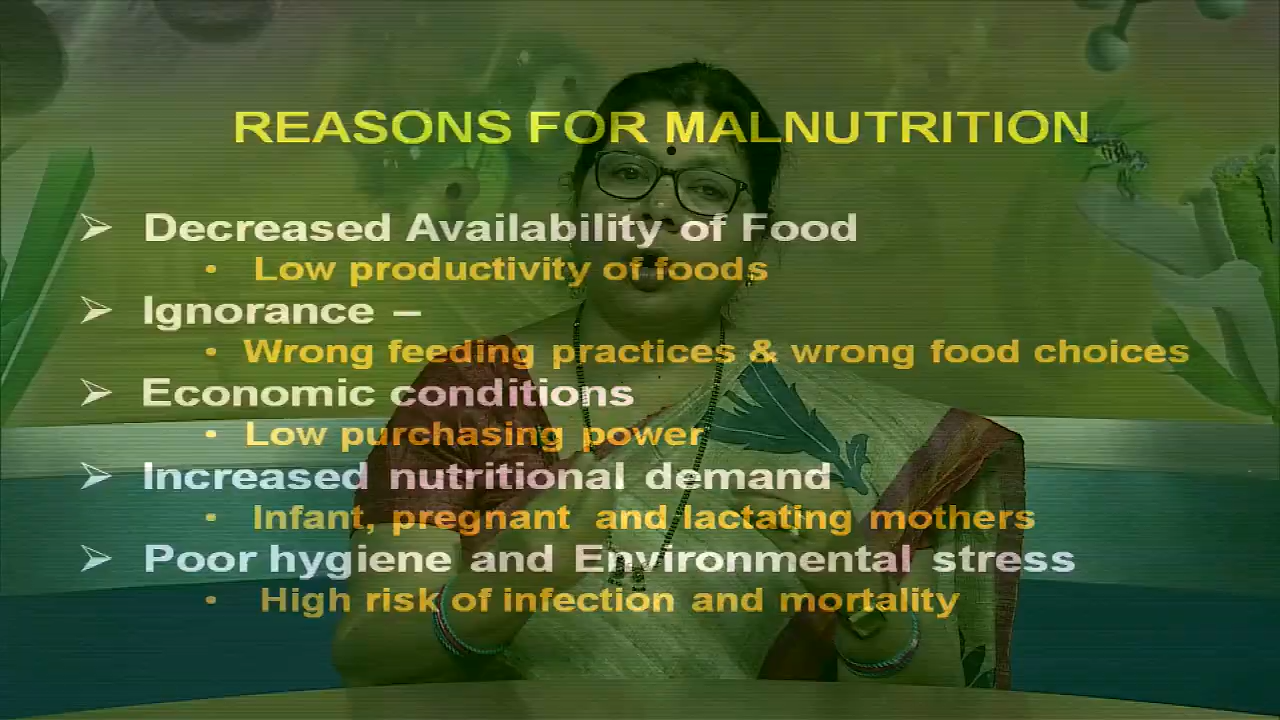 REASONS FOR MALNUTRITION
➢ Decreased Availability of Food
• Low productivity of foods
➢ Ignorance –
• Wrong feeding practices & wrong food choices
➢ Economic conditions
• Low purchasing power
➢ Increased nutritional demand
• Infant, pregnant and lactating mothers
➢ Poor hygiene and Environmental stress
• High risk of infection and mortality